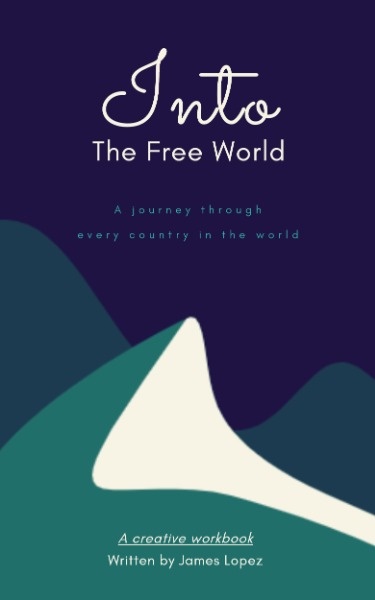 Into
The Free World
A journey through
every country in the world
A creative workbook
Written by James Lopez